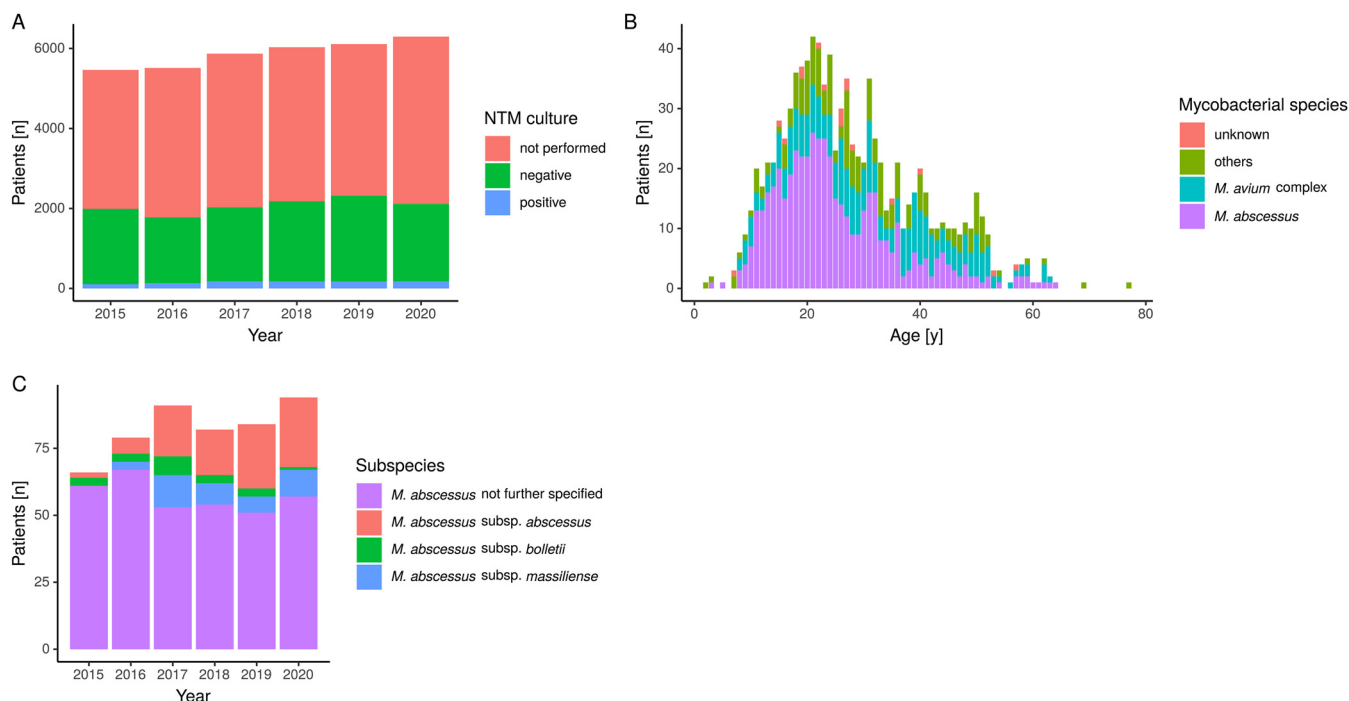 A
6000
4000
2000
0
Patients [n]
2015 2016 2017 2018 2019 2020
Year
NTM culture
not performed
negative
positive
B
40
30
20
10
0
Patients [n]
0 20 40 60 80
Age [y]
Mycobacterial species
unknown
others
M. avium complex
M. abscessus
C
75
50
25
0
Patients [n]
2015 2016 2017 2018 2019 2020
Year
Subspecies
M. abscessus not further specified
M. abscessus subsp. abscessus
M. abscessus subsp. bolletii
M. abscessus subsp. massiliense